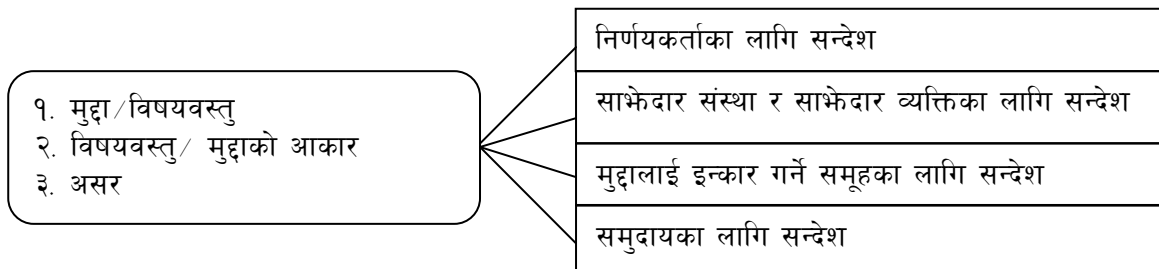 १. मुद्दा/विषयवस्तु
२. विषयवस्तु/ मुद्दाको आकार
३. असर
निर्णयकर्ताका लागि सन्देश
साझेदार संस्था र साझेदार व्यक्तिका लागि सन्देश
मुद्दालाई इन्कार गर्ने समूहका लागि सन्देश
समुदायका लागि सन्देश